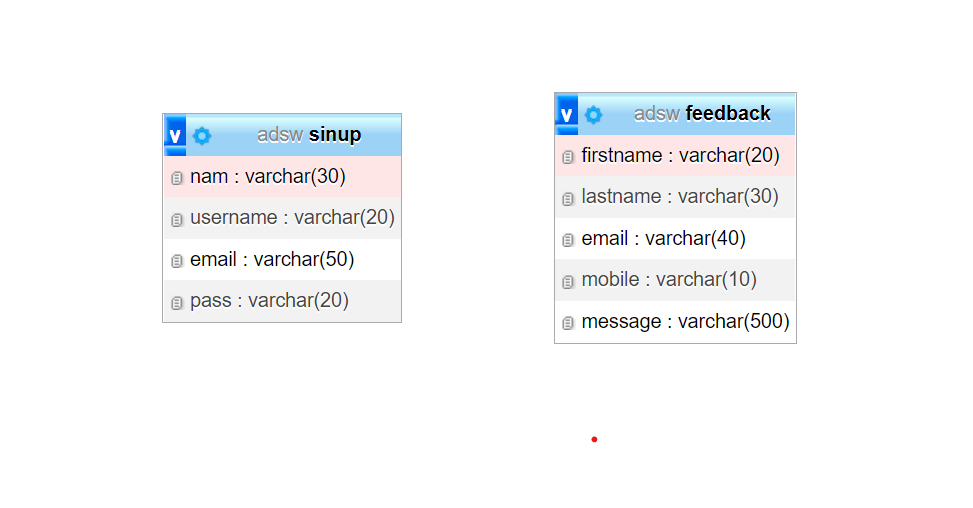 v adsw sinup
nam : varchar(30)
username : varchar(20)
email : varchar(50)
pass : varchar(20)
v adsw feedback
firstname : varchar(20)
lastname : varchar(30)
email : varchar(40)
mobile : varchar(10)
message : varchar(500)